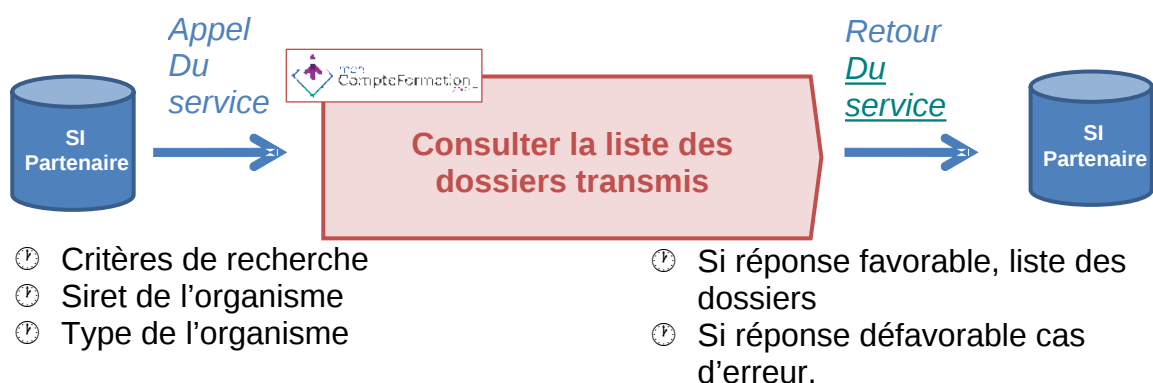 Appel
Du
service
SI
Partenaire
mon
CompteFormation
Consulter la liste des
dossiers transmis
Retour
Du
service
SI
Partenaire
Critères de recherche
Siret de l’organisme
Type de l’organisme
Si réponse favorable, liste des
dossiers
Si réponse défavorable cas
d’erreur.